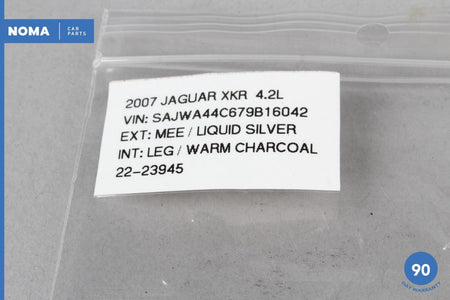 NOMA
CAR
PARTS
2007 JAGUAR XKR 4.2L
VIN: SAJWA44C679B16042
EXT: MEE / LIQUID SILVER
INT: LEG / WARM CHARCOAL
22-23945
90
DAY WARRANTY